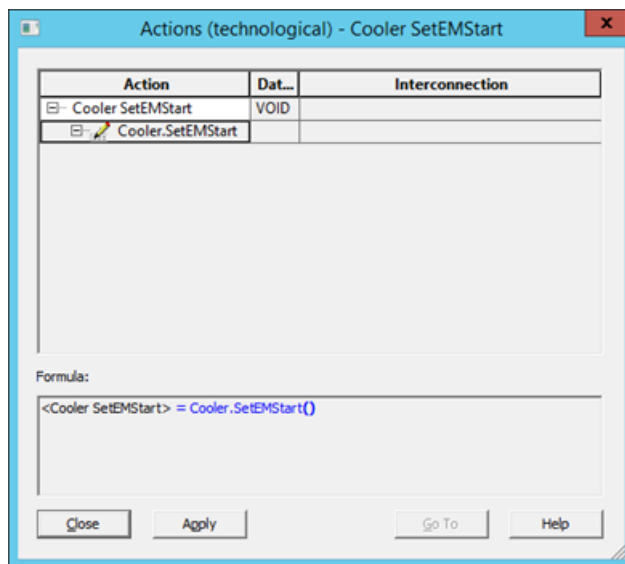 Actions (technological) - Cooler SetEMStart
x
Action Dat... Interconnection
Cooler SetEMStart VOID
Cooler.SetEMStart
Formula:
<Cooler SetEMStart> = Cooler.SetEMStart()
Close Apply Go To Help